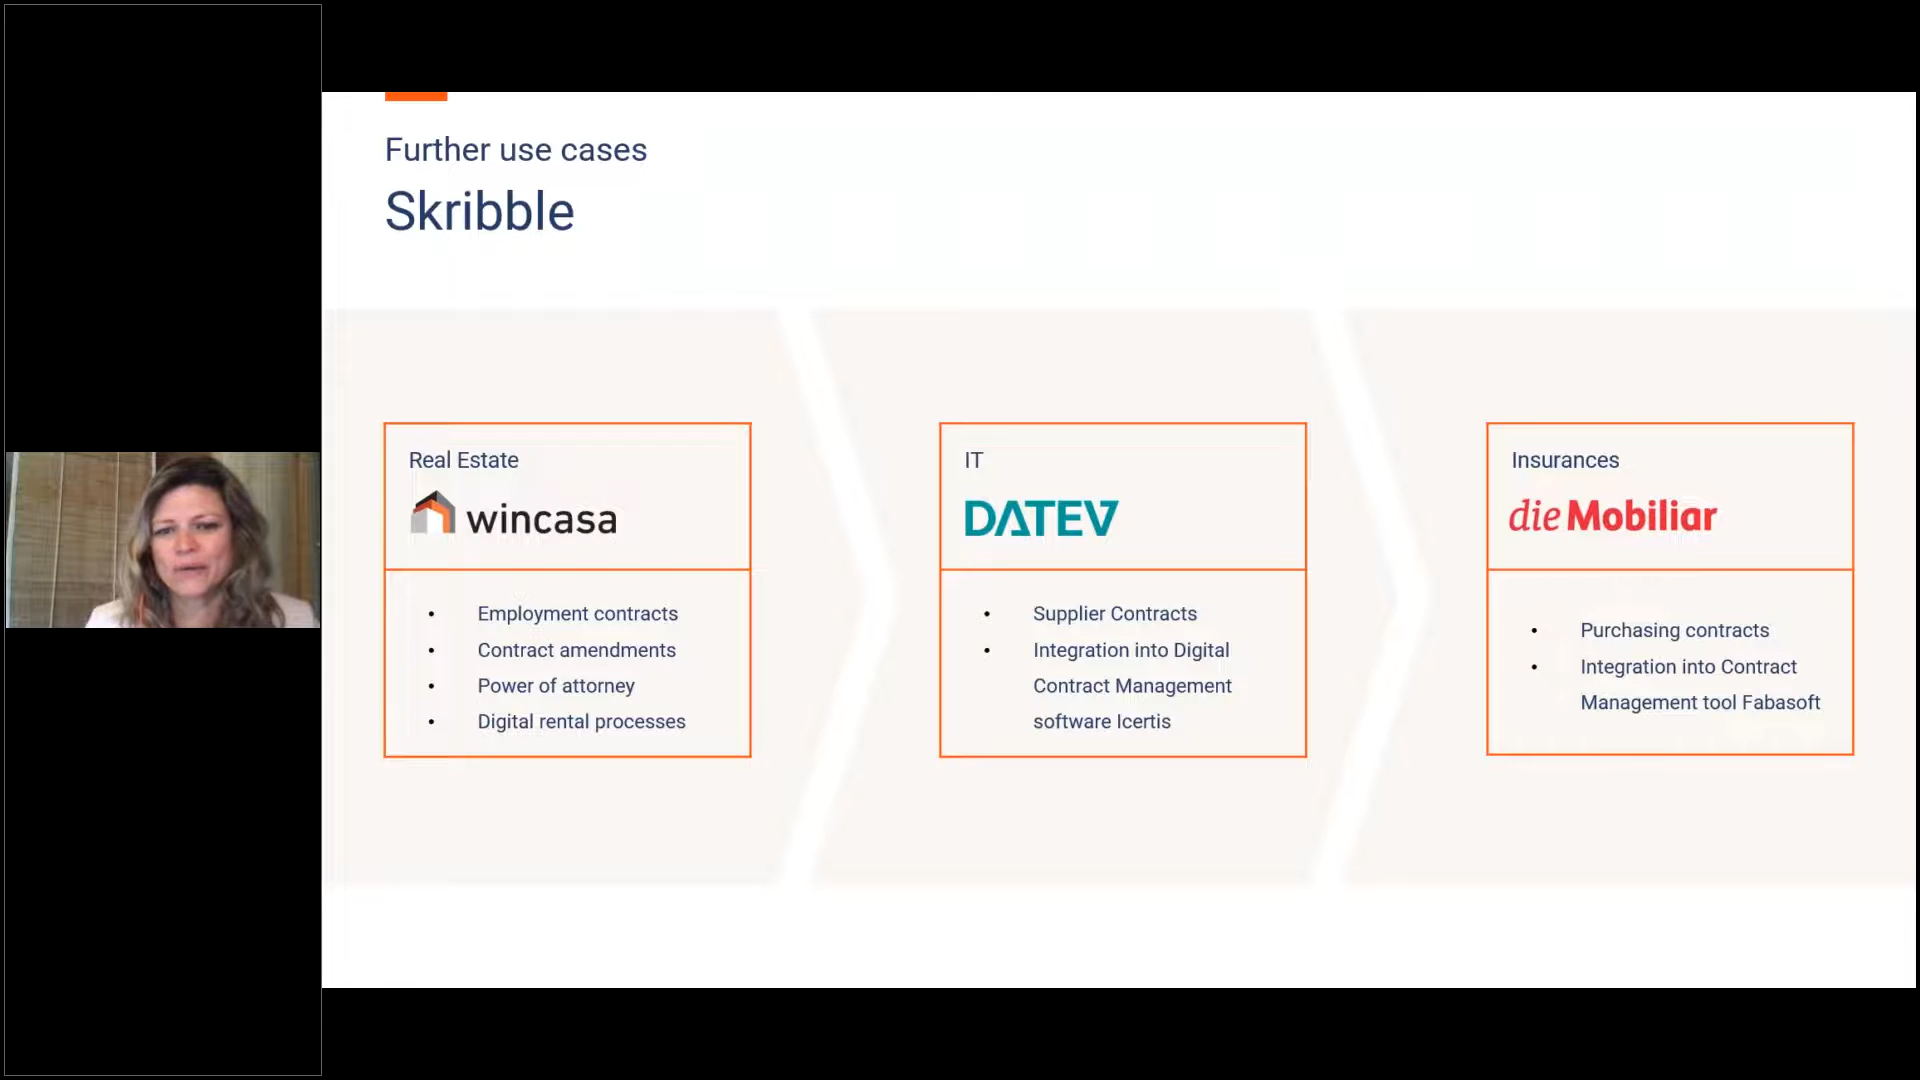 Further use cases
Skribble
Real Estate
wincasa
• Employment contracts
• Contract amendments
• Power of attorney
• Digital rental processes
IT
DATEV
• Supplier Contracts
• Integration into Digital
Contract Management
software Icertis
Insurances
die Mobiliar
• Purchasing contracts
• Integration into Contract
Management tool Fabasoft